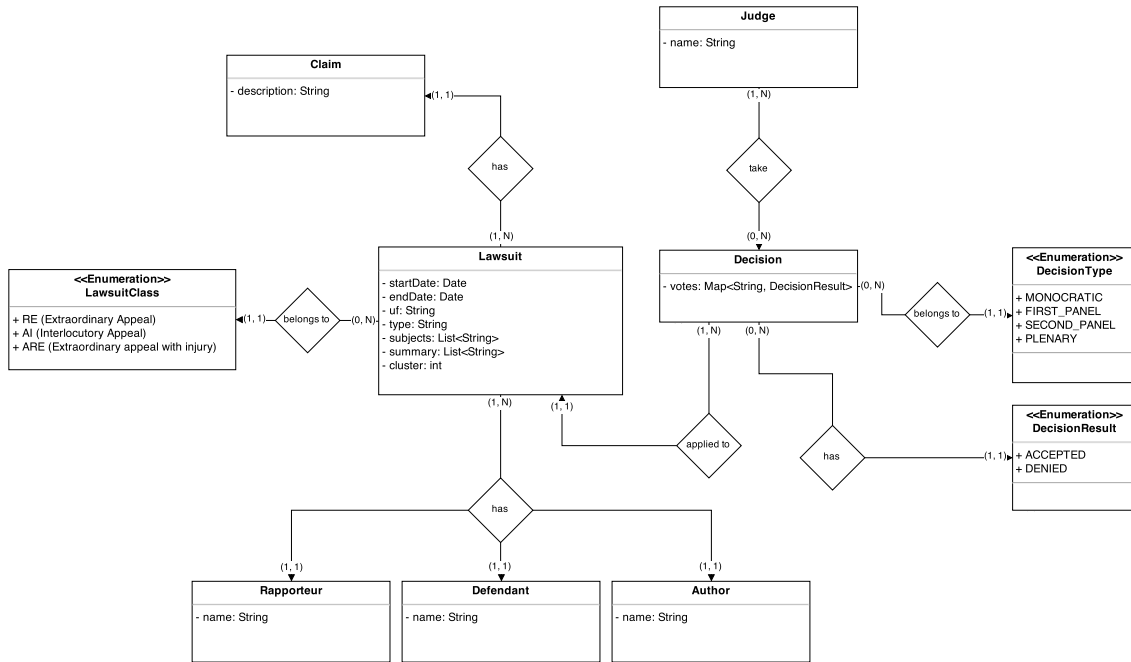 Judge
- name: String
Claim
- description: String
(1, 1)
(1, N)
has
take
(1, N)
(0, N)
Lawsuit
- startDate: Date
- endDate: Date
- uf: String
- type: String
- subjects: List<String>
- summary: List<String>
- cluster: int
Decision
- votes: Map<String, DecisionResult>
<<Enumeration>>
LawsuitClass
+ RE (Extraordinary Appeal)
+ AI (Interlocutory Appeal)
+ ARE (Extraordinary appeal with injury)
(1, 1)
belongs to
(0, N)
(0, N)
belongs to
(1, 1)
<<Enumeration>>
DecisionType
+ MONOCRATIC
+ FIRST_PANEL
+ SECOND_PANEL
+ PLENARY
(1, N)
(0, N)
(1, N)
(1, 1)
applied to
has
(1, 1)
<<Enumeration>>
DecisionResult
+ ACCEPTED
+ DENIED
has
(1, 1)
(1, 1)
(1, 1)
Rapporteur
- name: String
Defendant
- name: String
Author
- name: String